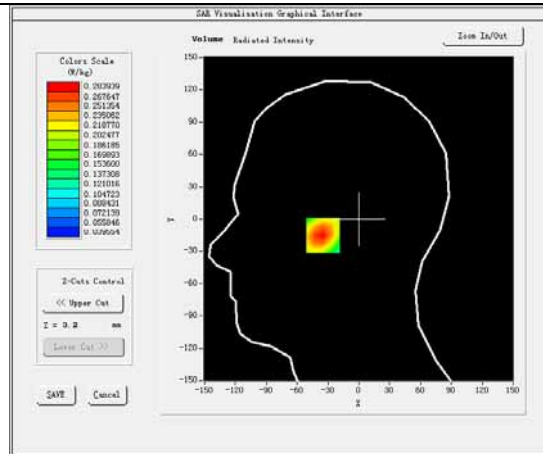 SAR Visualisation Graphical Interface
Volume Radiated Intensity
Zoom In/Out
Colors Scale
(W/kg)
0.283939
0.267647
0.251354
0.235062
0.218770
0.202477
0.186185
0.169893
0.153600
0.137308
0.121016
0.104723
0.088431
0.072139
0.055846
Z-Cuts Control
<< Upper Cut
Z = 3.2 mm
Lower Cut >>
SAVE Cancel
150-
120-
90-
60-
30-
0-
-30-
-60-
-90-
-120-
-150-
Y
-150 -120 -90 -60 -30 0 30 60 90 120 150
X